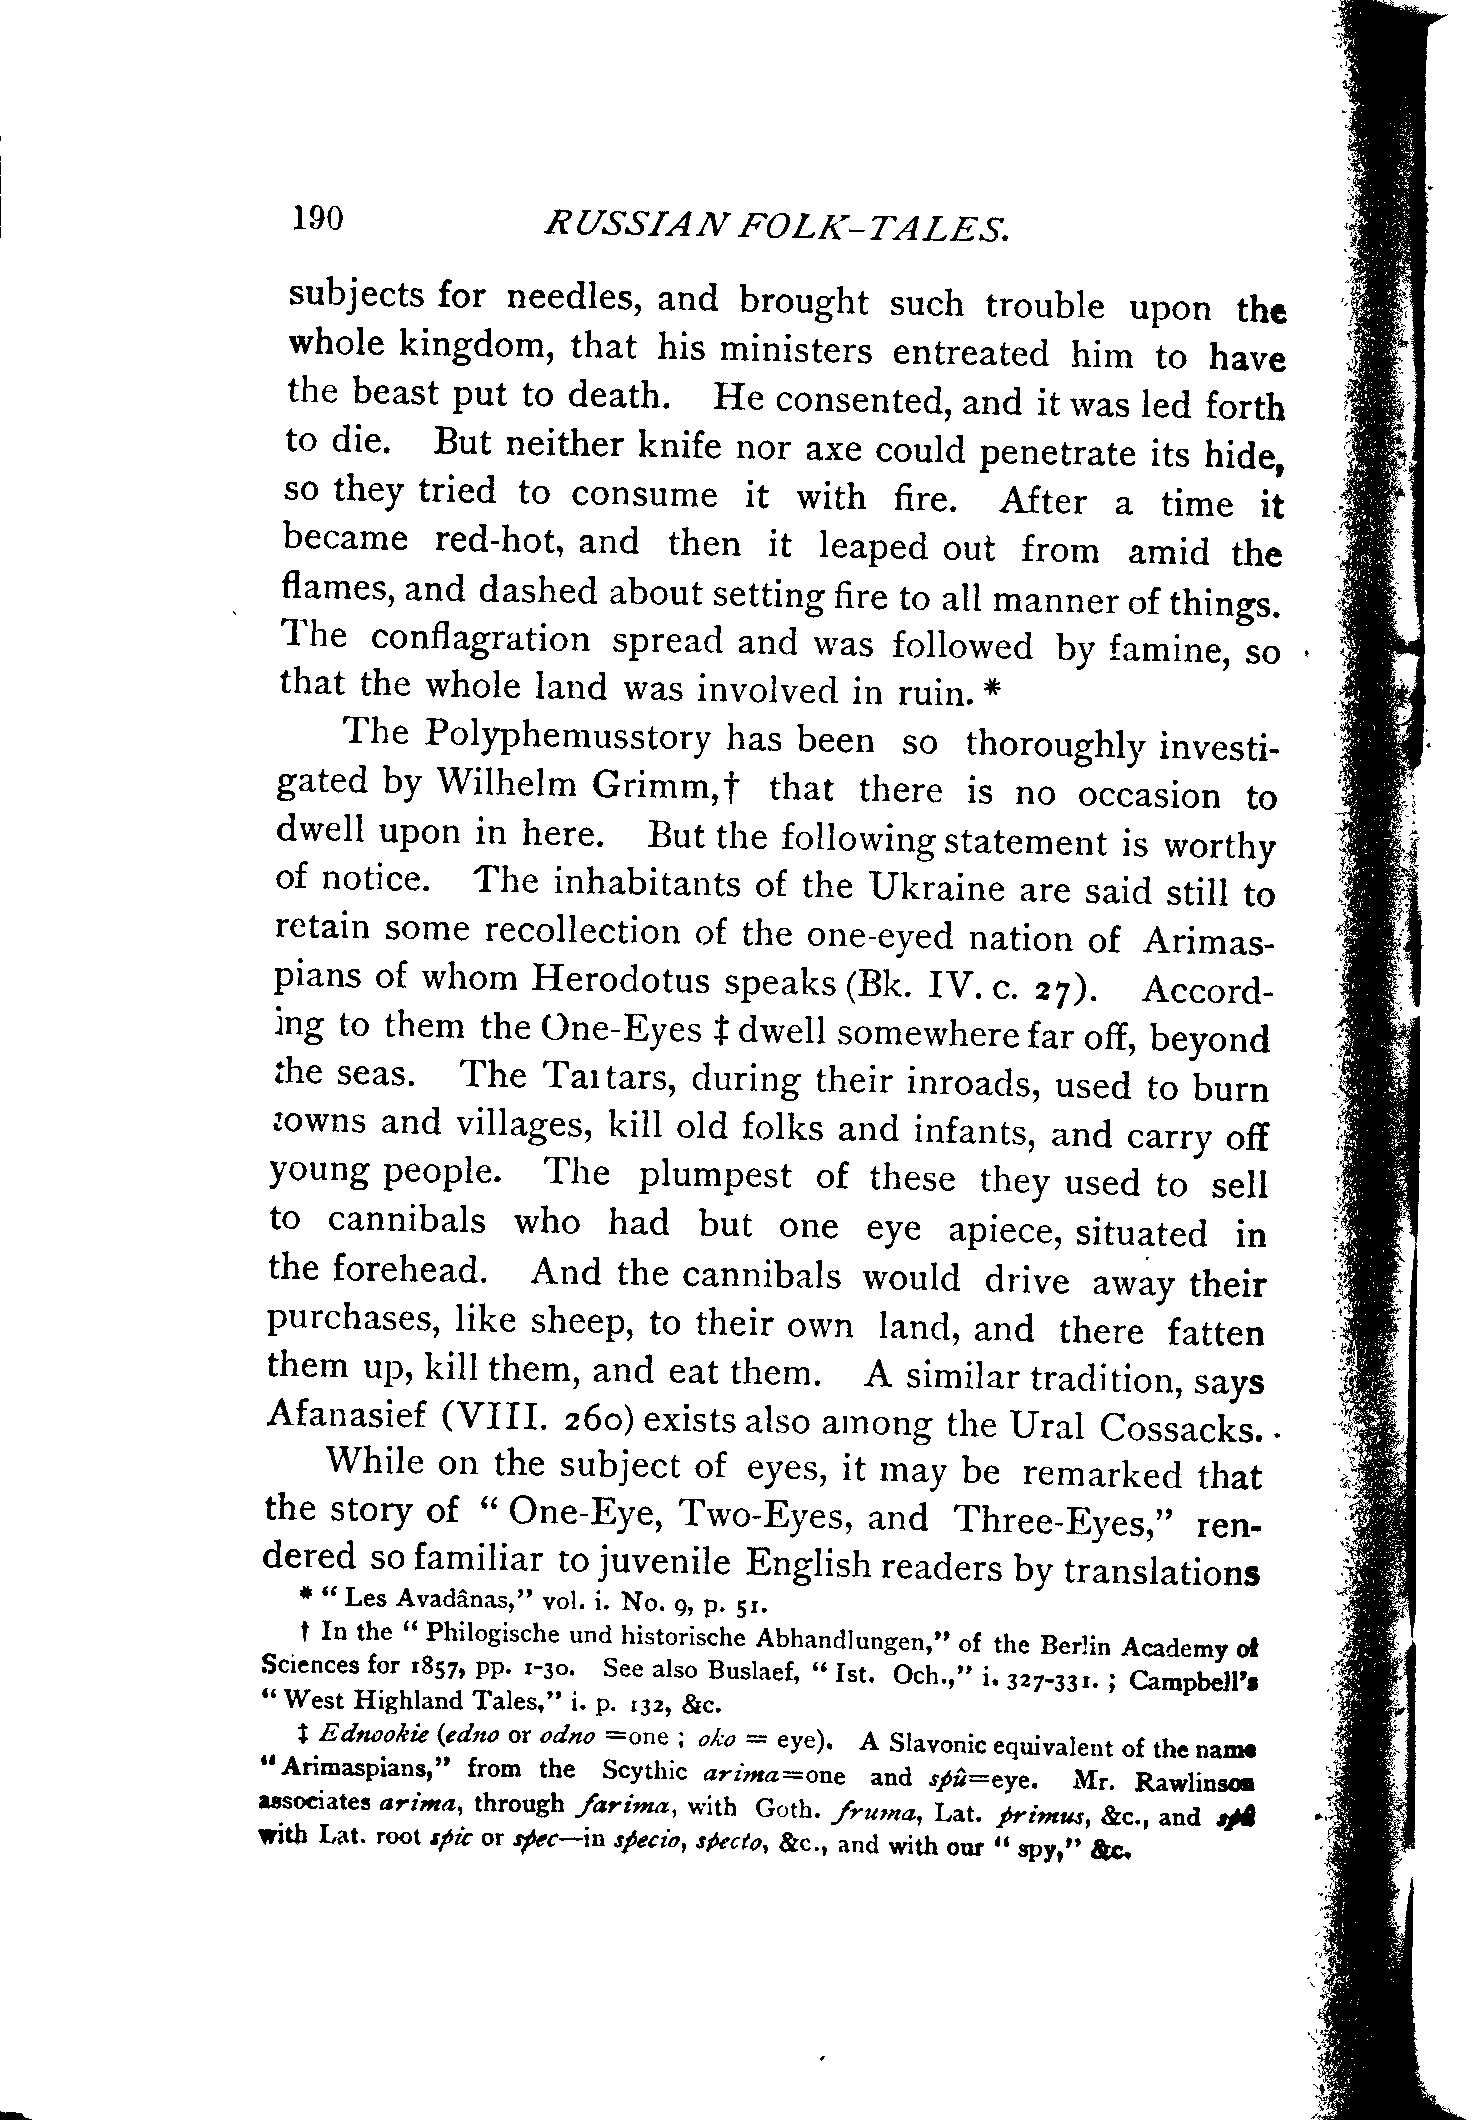 190 RUSSIAN FOLK-TALES.
subjects for needles, and brought such trouble upon the
whole kingdom, that his ministers entreated him to have
the beast put to death. He consented, and it was led forth
to die. But neither knife nor axe could penetrate its hide,
so they tried to consume it with fire. After a time it
became red-hot, and then it leaped out from amid the
flames, and dashed about setting fire to all manner of things.
The conflagration spread and was followed by famine, so
that the whole land was involved in ruin. *
The Polyphemusstory has been so thoroughly investi-
gated by Wilhelm Grimm,† that there is no occasion to
dwell upon in here. But the following statement is worthy
of notice. The inhabitants of the Ukraine are said still to
retain some recollection of the one-eyed nation of Arimas-
pians of whom Herodotus speaks (Bk. IV. c. 27). Accord-
ing to them the One-Eyes ‡ dwell somewhere far off, beyond
the seas. The Tartars, during their inroads, used to burn
towns and villages, kill old folks and infants, and carry off
young people. The plumpest of these they used to sell
to cannibals who had but one eye apiece, situated in
the forehead. And the cannibals would drive away their
purchases, like sheep, to their own land, and there fatten
them up, kill them, and eat them. A similar tradition, says
Afanasief (VIII. 260) exists also among the Ural Cossacks.
While on the subject of eyes, it may be remarked that
the story of “ One-Eye, Two-Eyes, and Three-Eyes,” ren-
dered so familiar to juvenile English readers by translations
* “ Les Avadânas,” vol. i. No. 9, p. 51.
† In the “ Philogische und historische Abhandlungen,” of the Berlin Academy of
Sciences for 1857, pp. 1-30. See also Buslaef, “ Ist. Och.,” i. 327-331. ; Campbell's
“ West Highland Tales,” i. p. 132, &c.
‡ Ednookie (edno or odno =one ; oko = eye). A Slavonic equivalent of the name
“ Arimaspians,” from the Scythic arima=one and spû=eye. Mr. Rawlinson
associates arima, through farima, with Goth. fruma, Lat. primus, &c., and spû
with Lat. root spic or spec—in specio, specto, &c., and with our “ spy,” &c.